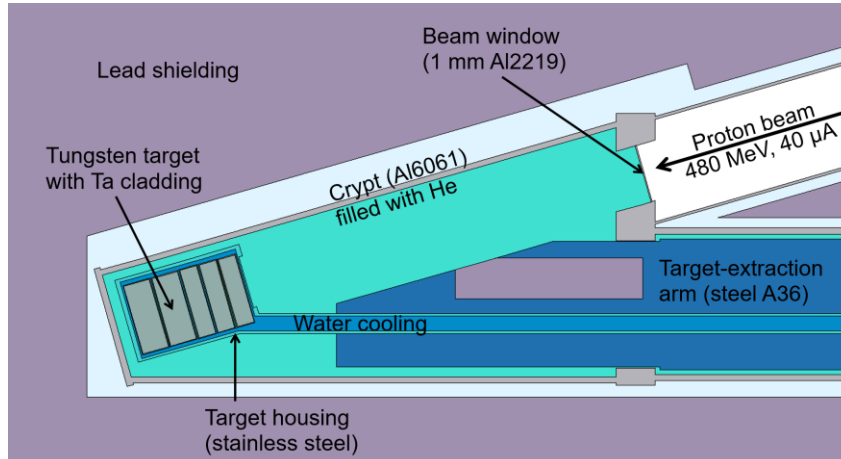 Lead shielding
Beam window
(1 mm Al2219)
Proton beam
480 MeV, 40 µA
Tungsten target
with Ta cladding
Crypt (Al6061)
filled with He
Target-extraction
arm (steel A36)
Water cooling
Target housing
(stainless steel)